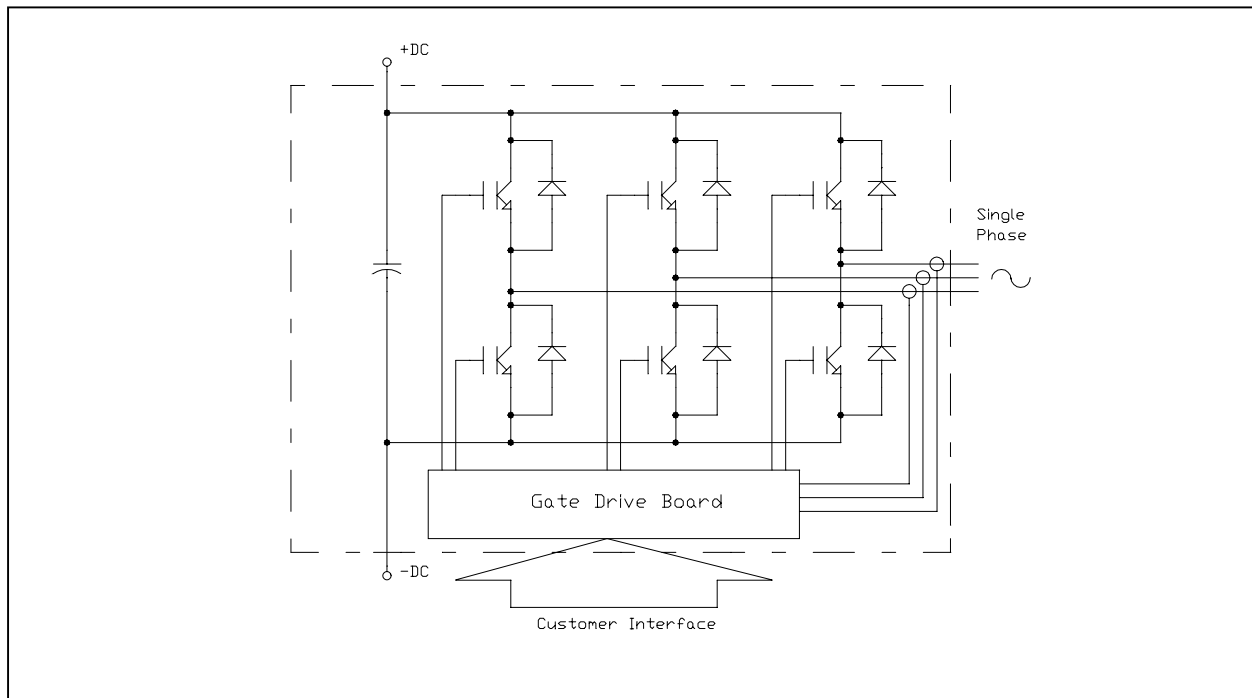 +DC
Single
Phase
Gate Drive Board
-DC
Customer Interface